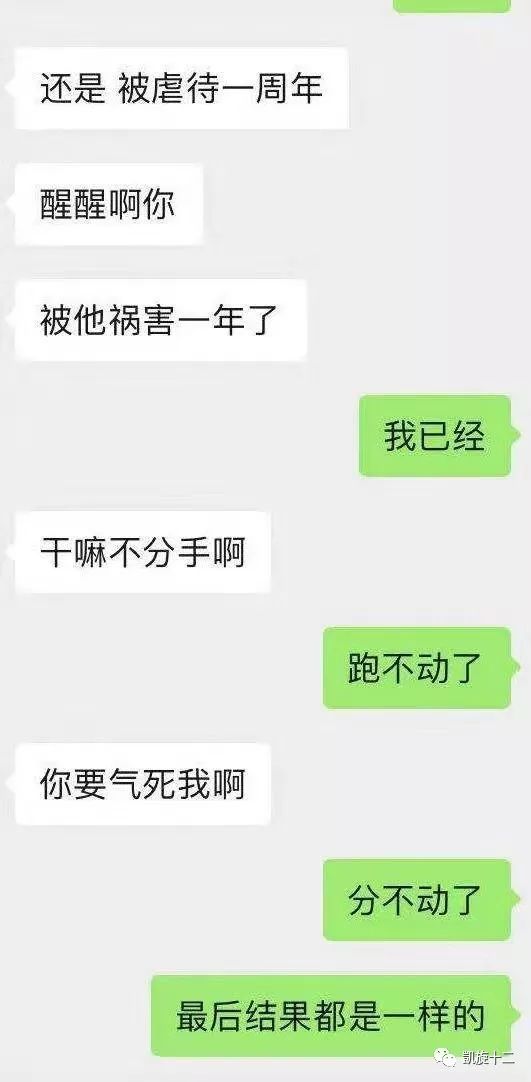 还是 被虐待一周年
醒醒啊你
被他祸害一年了
我已经
干嘛不分手啊
跑不动了
你要气死我啊
分不动了
最后结果都是一样的
凯旋十二